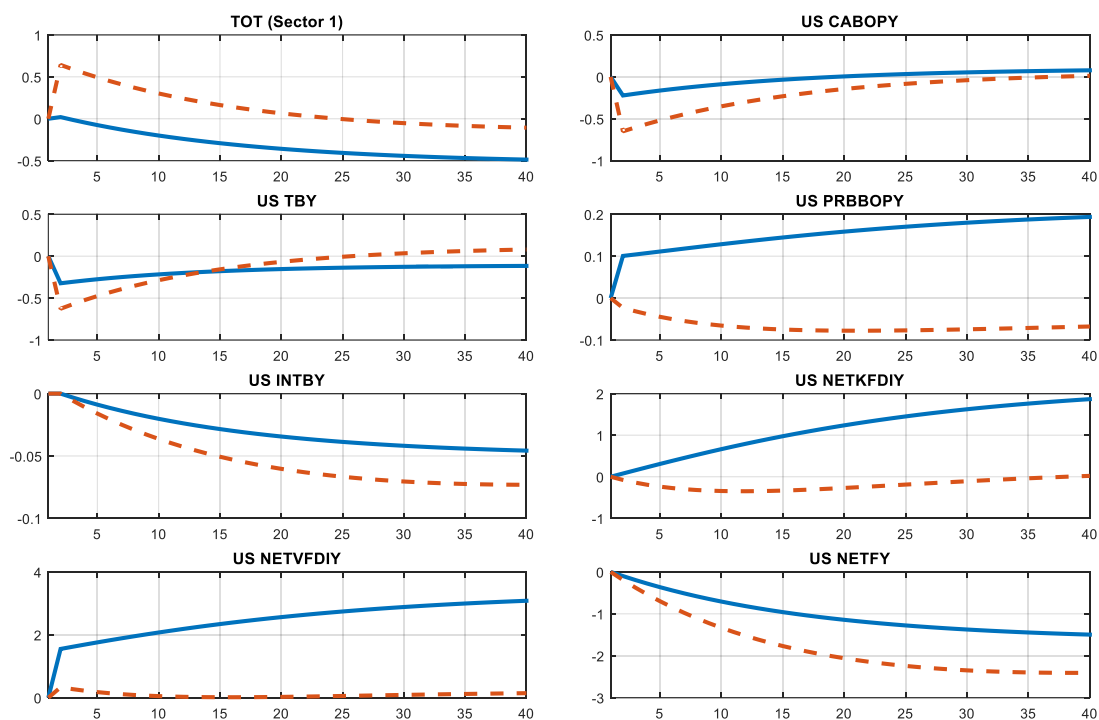 TOT (Sector 1)
1
0.5
0
-0.5
5 10 15 20 25 30 35 40
US CABOPY
0.5
0
-0.5
-1
5 10 15 20 25 30 35 40
US TBY
0.5
0
-0.5
-1
5 10 15 20 25 30 35 40
US PRBBOPY
0.2
0.1
0
-0.1
5 10 15 20 25 30 35 40
US INTBY
0
-0.05
-0.1
5 10 15 20 25 30 35 40
US NETKFDIY
2
1
0
-1
5 10 15 20 25 30 35 40
US NETVFDIY
4
2
0
5 10 15 20 25 30 35 40
US NETFY
0
-1
-2
-3
5 10 15 20 25 30 35 40